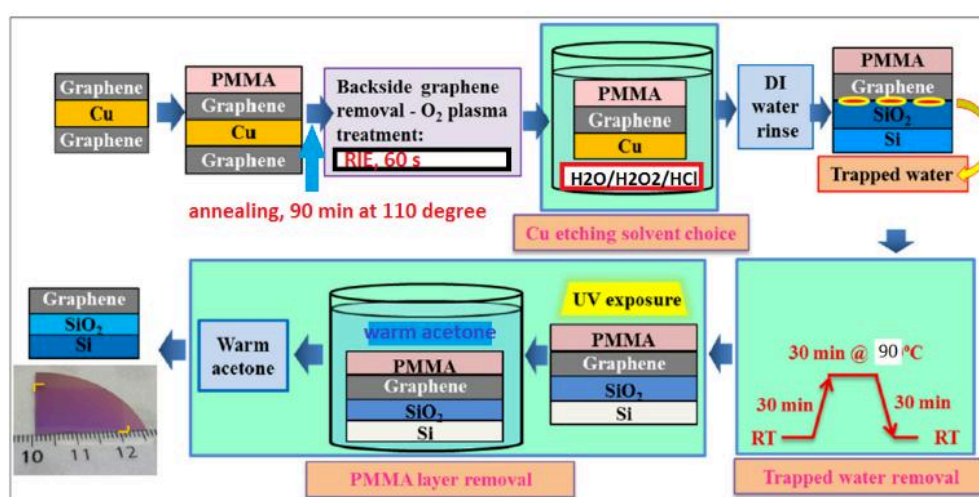 Graphene
Cu
Graphene
PMMA
Graphene
Cu
Graphene
annealing, 90 min at 110 degree
Backside graphene
removal - O₂ plasma
treatment:
RIE, 60 s
PMMA
Graphene
Cu
H2O/H2O2/HCl
Cu etching solvent choice
DI
water
rinse
PMMA
Graphene
SiO₂
Si
Trapped water
30 min @ 90 ⁰C
30 min
30 min
RT
RT
Trapped water removal
UV exposure
PMMA
Graphene
SiO₂
Si
warm acetone
PMMA
Graphene
SiO₂
Si
PMMA layer removal
Warm
acetone
Graphene
SiO₂
Si
10 11 12